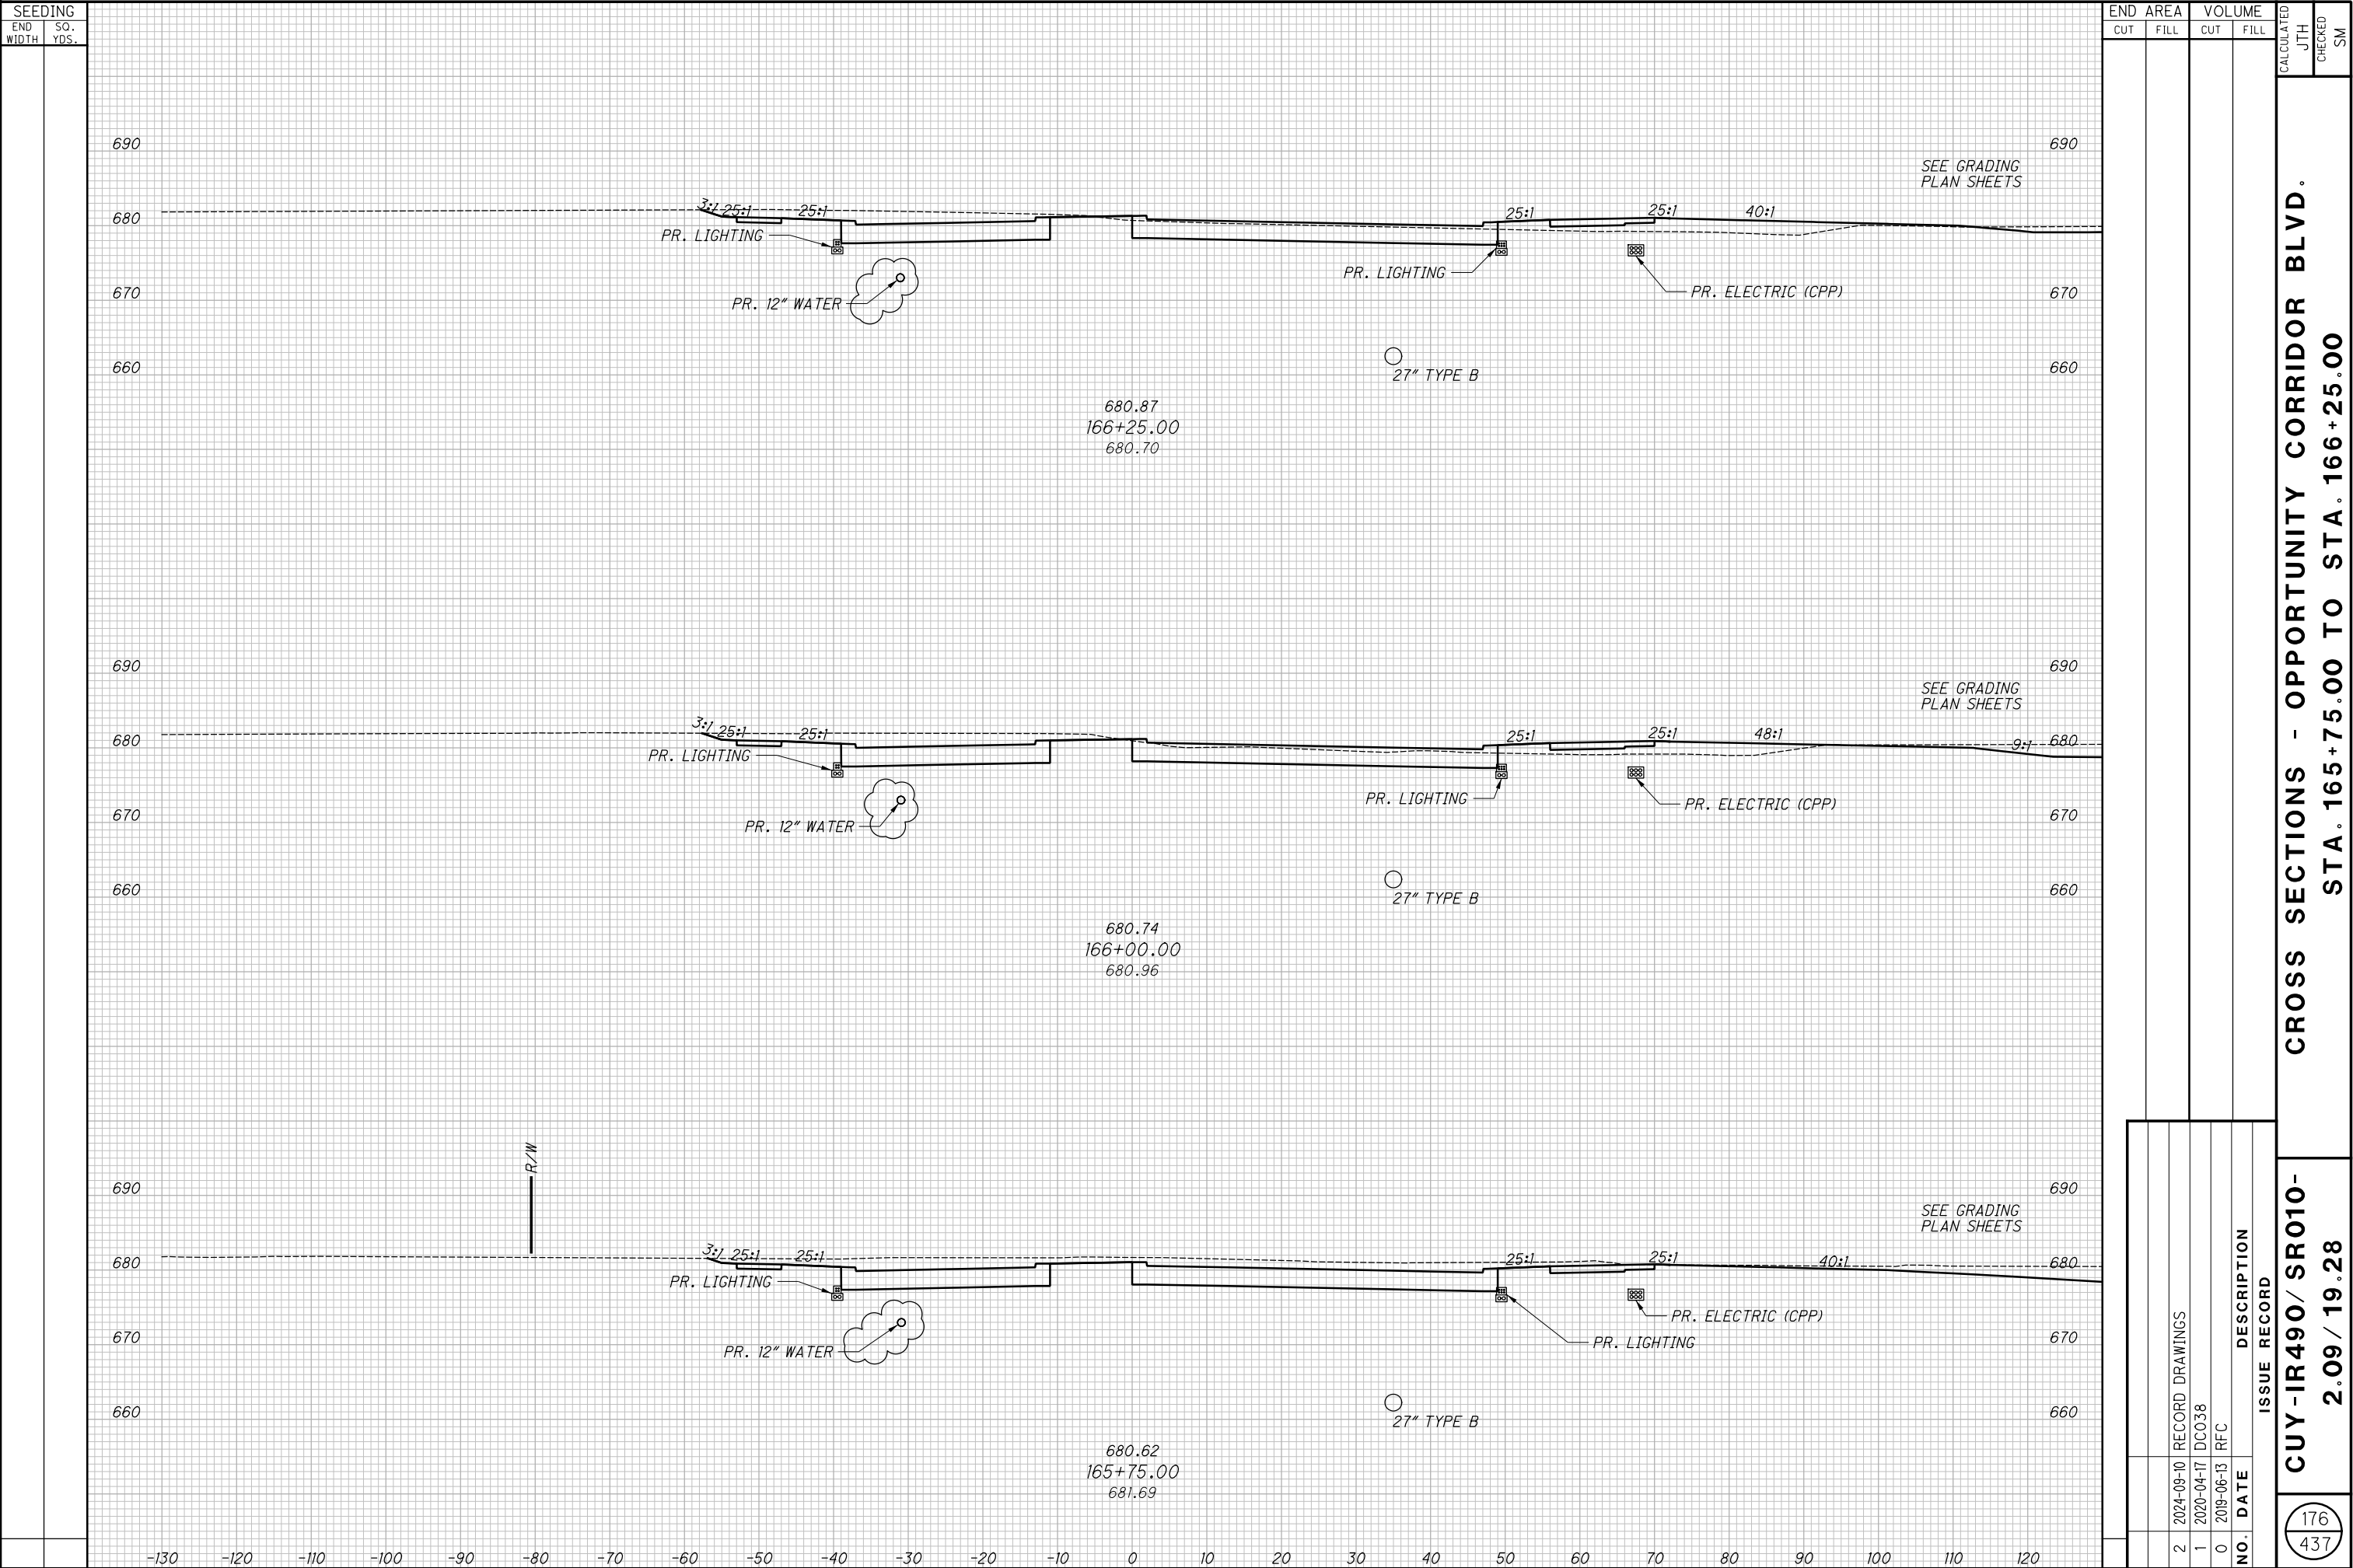 SEEDING
END WIDTH
SQ. YDS.
END AREA
VOLUME
CUT
FILL
CUT
FILL
CALCULATED
JTH
CHECKED
SM
690
690
SEE GRADING
PLAN SHEETS
680
3:1
25:1
25:1
25:1
25:1
40:1
PR. LIGHTING
PR. LIGHTING
670
PR. 12" WATER
PR. ELECTRIC (CPP)
670
660
27" TYPE B
660
680.87
166+25.00
680.70
690
690
SEE GRADING
PLAN SHEETS
680
3:1
25:1
25:1
25:1
25:1
48:1
9:1
680
PR. LIGHTING
PR. LIGHTING
PR. ELECTRIC (CPP)
670
670
PR. 12" WATER
660
27" TYPE B
660
680.74
166+00.00
680.96
R/W
690
690
SEE GRADING
PLAN SHEETS
680
3:1
25:1
25:1
25:1
25:1
40:1
680
PR. LIGHTING
PR. ELECTRIC (CPP)
670
PR. LIGHTING
670
PR. 12" WATER
660
27" TYPE B
660
680.62
165+75.00
681.69
-130 -120 -110 -100 -90 -80 -70 -60 -50 -40 -30 -20 -10 0 10 20 30 40 50 60 70 80 90 100 110 120
CROSS SECTIONS - OPPORTUNITY CORRIDOR BLVD.
STA. 165+75.00 TO STA. 166+25.00
2 2024-09-10 RECORD DRAWINGS
1 2020-04-17 DC038
0 2019-06-13 RFC
NO. DATE DESCRIPTION
ISSUE RECORD
CUY-IR490/SR010-
2.09/19.28
176
437